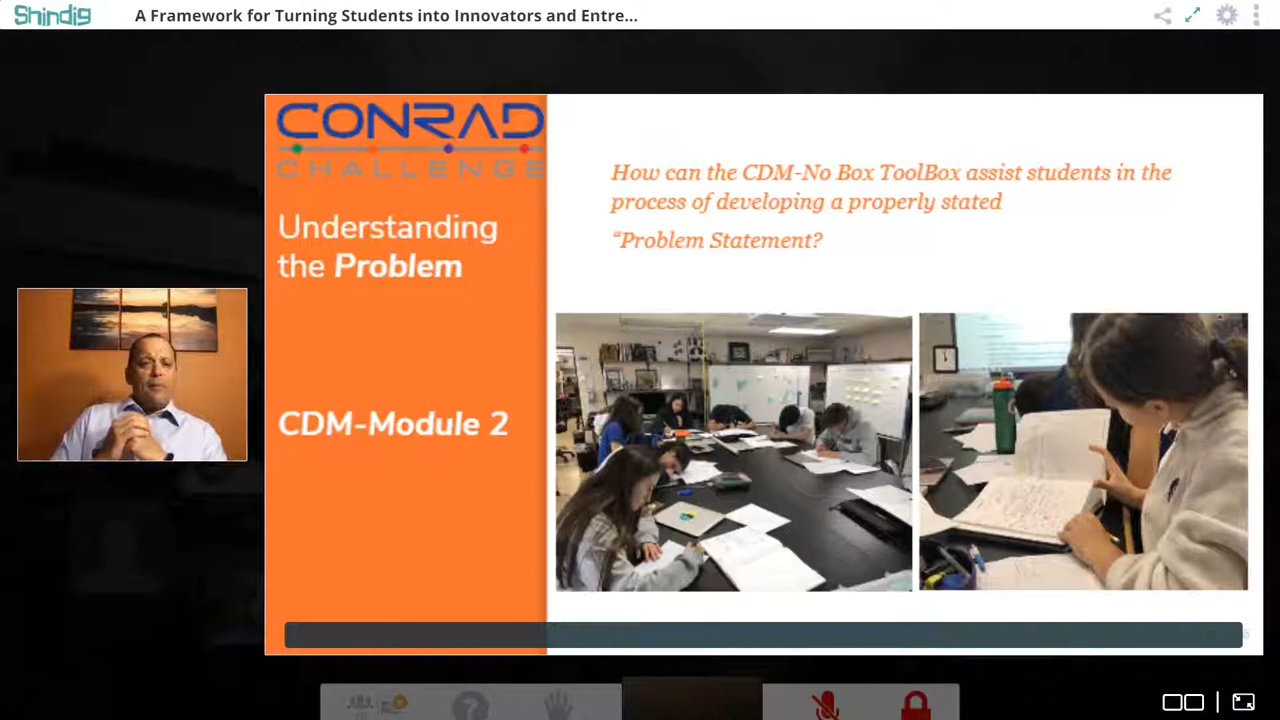 Shindig
A Framework for Turning Students into Innovators and Entre...
CONRAD
CHALLENGE
Understanding
the Problem
CDM-Module 2
How can the CDM-No Box ToolBox assist students in the
process of developing a properly stated
“Problem Statement?